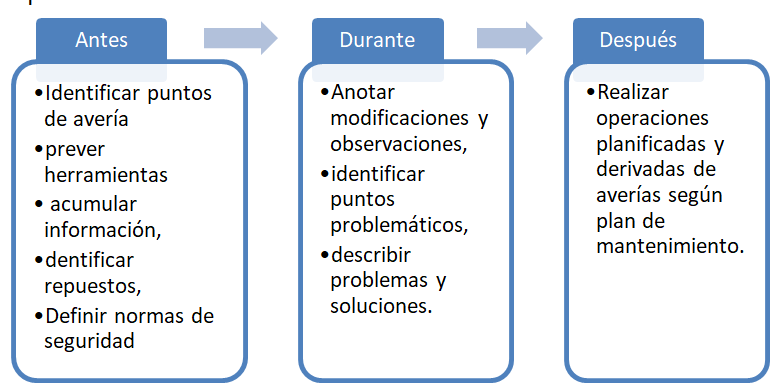 Antes
•Identificar puntos
de avería
•prever
herramientas
• acumular
información,
•dentificar
repuestos,
•Definir normas de
seguridad
Durante
•Anotar
modificaciones y
observaciones,
•identificar
puntos
problemáticos,
•describir
problemas y
soluciones.
Después
•Realizar
operaciones
planificadas y
derivadas de
averías según
plan de
mantenimiento.